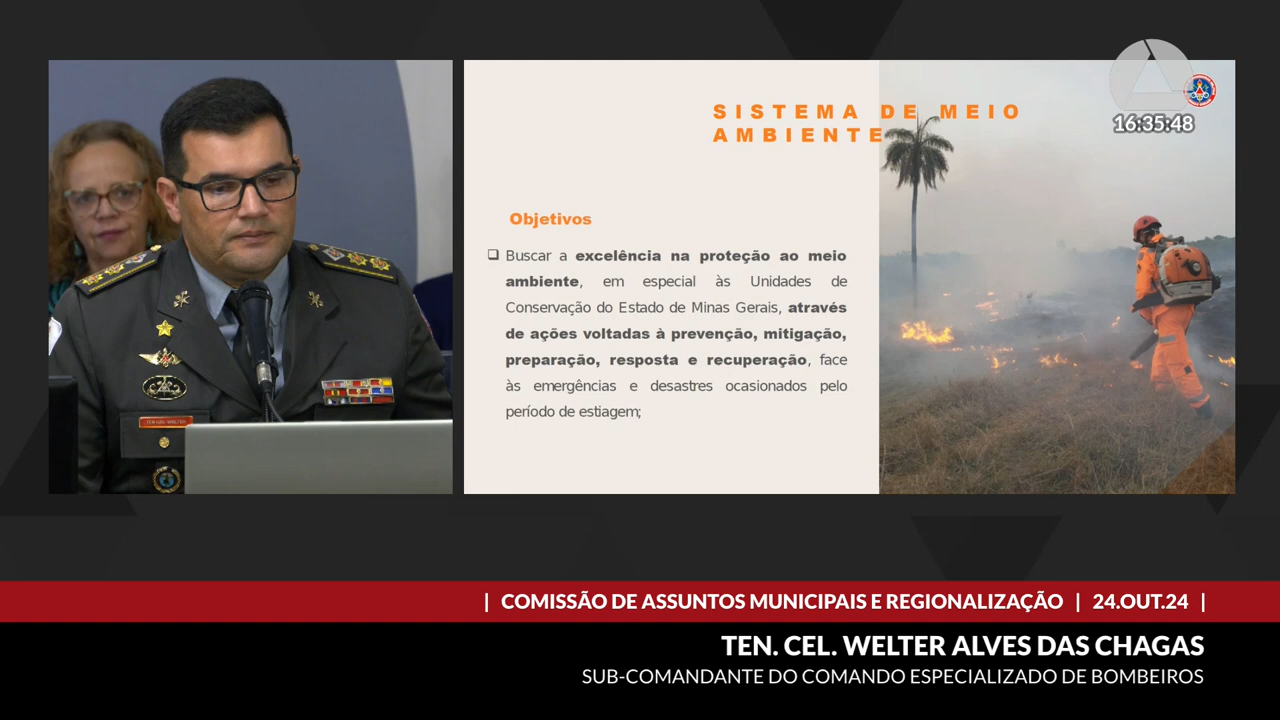 SISTEMA DE MEIO
AMBIENTE
16:35:48
Objetivos
❑ Buscar a excelência na proteção ao meio
ambiente, em especial às Unidades de
Conservação do Estado de Minas Gerais, através
de ações voltadas à prevenção, mitigação,
preparação, resposta e recuperação, face
às emergências e desastres ocasionados pelo
período de estiagem;
TEN CEL WELTER
| COMISSÃO DE ASSUNTOS MUNICIPAIS E REGIONALIZAÇÃO | 24.OUT.24 |
TEN. CEL. WELTER ALVES DAS CHAGAS
SUB-COMANDANTE DO COMANDO ESPECIALIZADO DE BOMBEIROS